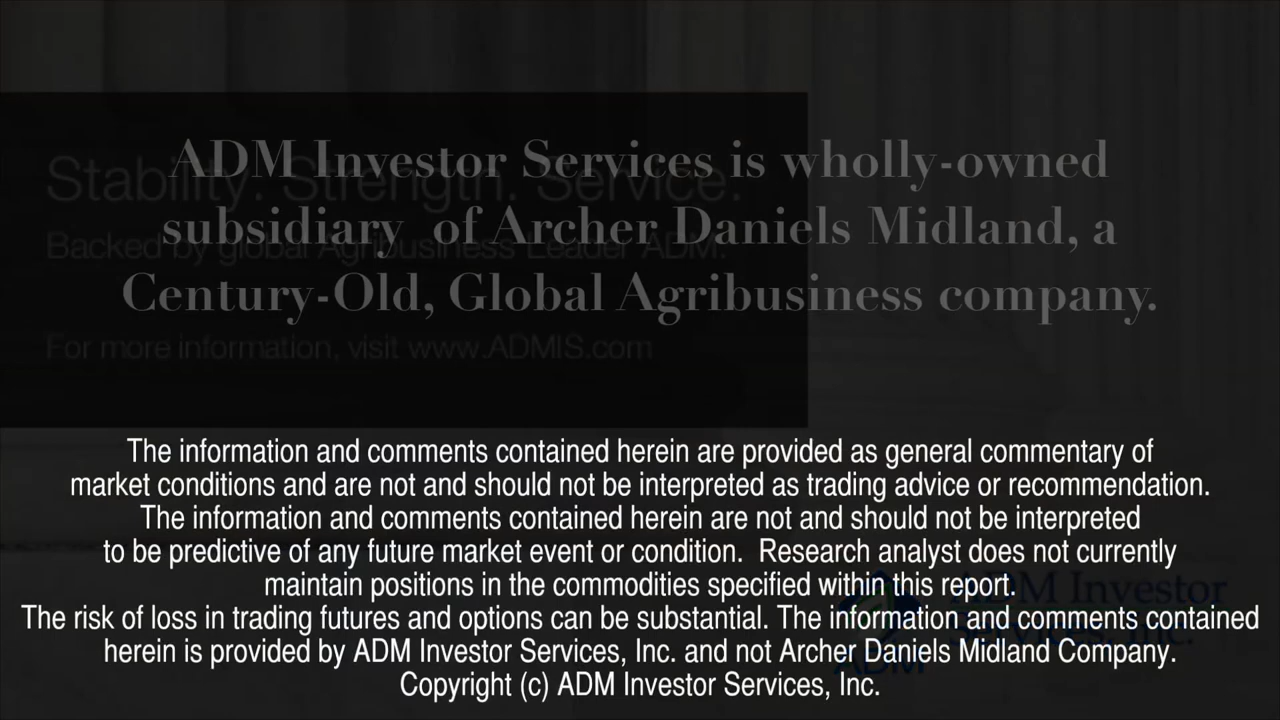 ADM Investor Services is wholly-owned
subsidiary of Archer Daniels Midland, a
Century-Old, Global Agribusiness company.
Stability. Strength. Service.
Backed by global Agribusiness Leader ADM.
For more information, visit www.ADMIS.com
The information and comments contained herein are provided as general commentary of
market conditions and are not and should not be interpreted as trading advice or recommendation.
The information and comments contained herein are not and should not be interpreted
to be predictive of any future market event or condition. Research analyst does not currently
maintain positions in the commodities specified within this report.
The risk of loss in trading futures and options can be substantial. The information and comments contained
herein is provided by ADM Investor Services, Inc. and not Archer Daniels Midland Company.
Copyright (c) ADM Investor Services, Inc.
ADM Investor
Services, Inc.
ADM